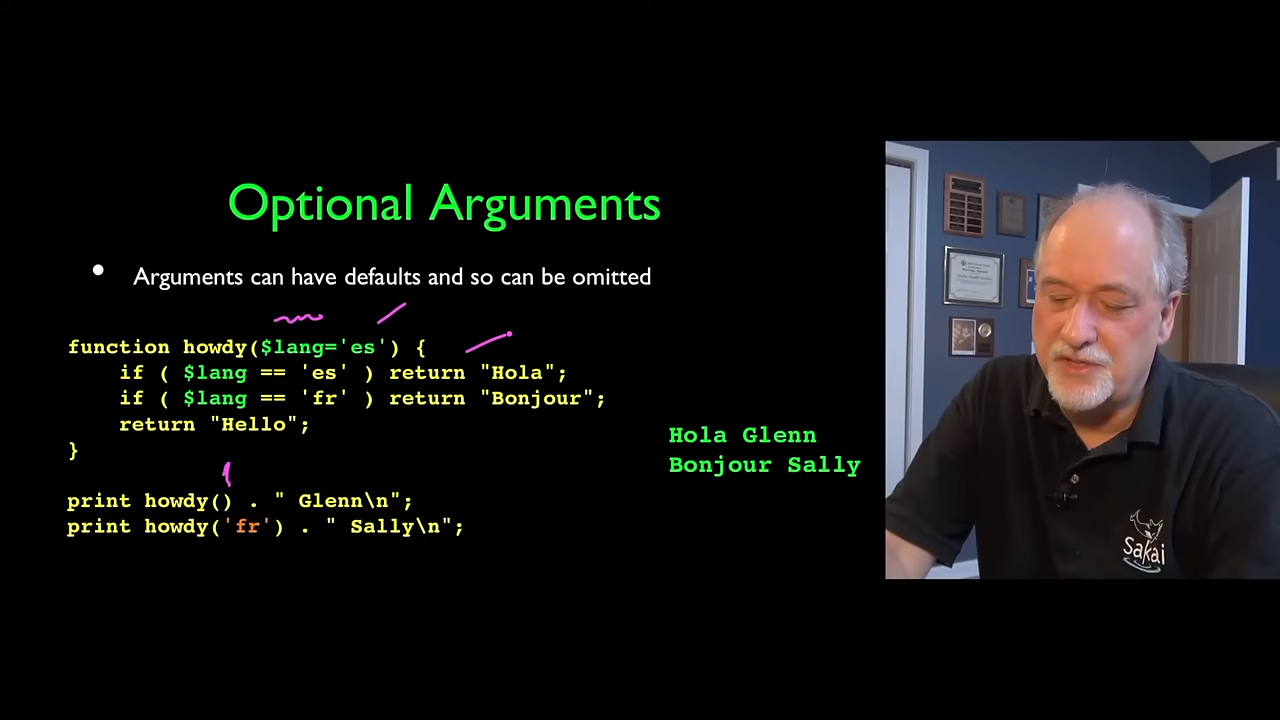 Optional Arguments
• Arguments can have defaults and so can be omitted
function howdy($lang='es') {
    if ( $lang == 'es' ) return "Hola";
    if ( $lang == 'fr' ) return "Bonjour";
    return "Hello";
}
print howdy() . " Glenn\n";
print howdy('fr') . " Sally\n";
Hola Glenn
Bonjour Sally
Sakai